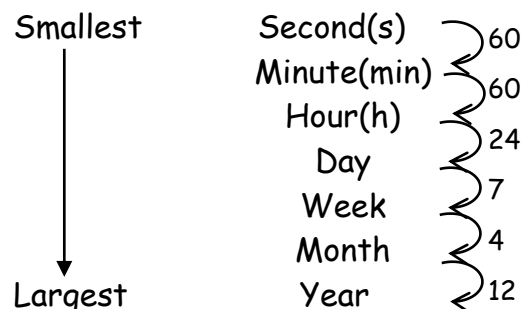 Smallest
Second(s)
60
Minute(min)
60
Hour(h)
24
Day
7
Week
4
Month
12
Largest
Year